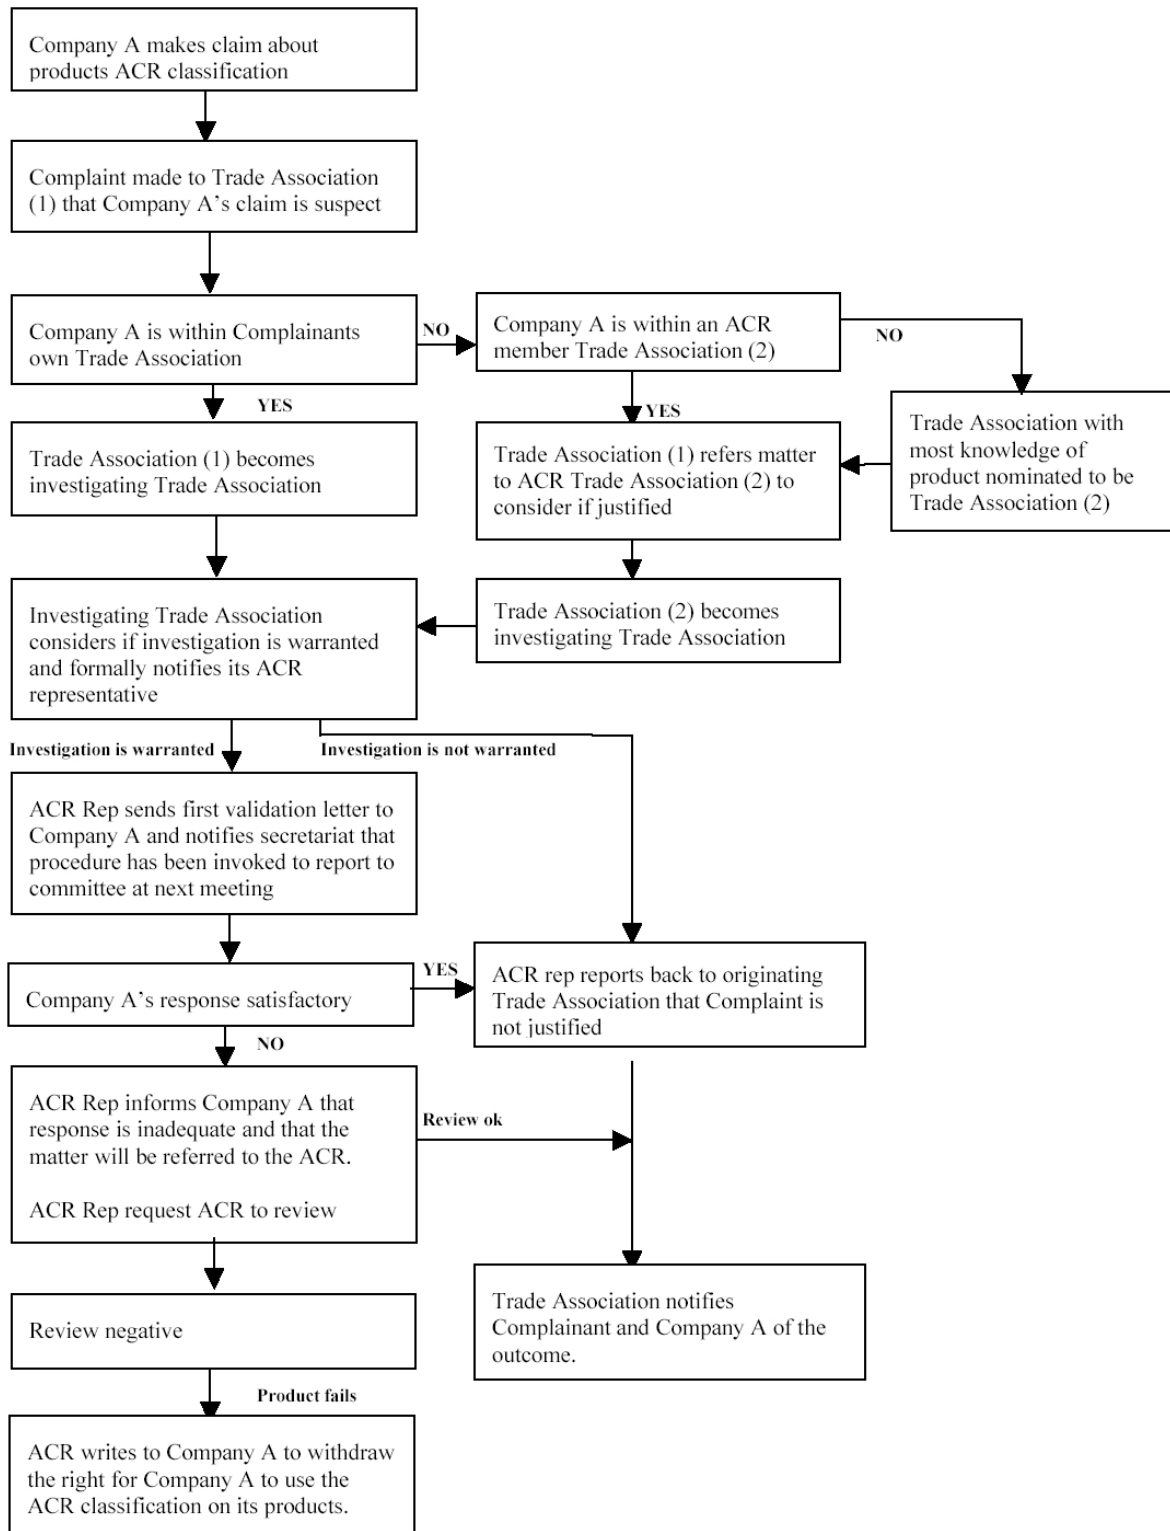 Company A makes claim about
products ACR classification
Complaint made to Trade Association
(1) that Company A's claim is suspect
Company A is within Complainants
own Trade Association
NO
Company A is within an ACR
member Trade Association (2)
NO
YES
YES
Trade Association (1) becomes
investigating Trade Association
Trade Association (1) refers matter
to ACR Trade Association (2) to
consider if justified
Trade Association with
most knowledge of
product nominated to be
Trade Association (2)
Investigating Trade Association
considers if investigation is warranted
and formally notifies its ACR
representative
Trade Association (2) becomes
investigating Trade Association
Investigation is warranted
Investigation is not warranted
ACR Rep sends first validation letter to
Company A and notifies secretariat that
procedure has been invoked to report to
committee at next meeting
Company A's response satisfactory
YES
ACR rep reports back to originating
Trade Association that Complaint is
not justified
NO
ACR Rep informs Company A that
response is inadequate and that the
matter will be referred to the ACR.
ACR Rep request ACR to review
Review ok
Review negative
Trade Association notifies
Complainant and Company A of the
outcome.
Product fails
ACR writes to Company A to withdraw
the right for Company A to use the
ACR classification on its products.